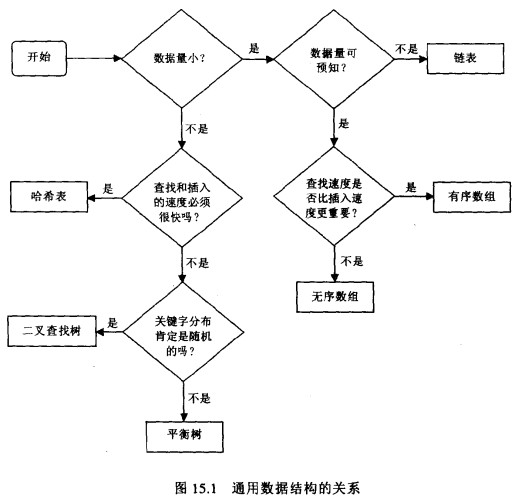 开始
数据量小？
是
数据量可
预知？
不是
链表
不是
是
哈希表
是
查找和插入
的速度必须
很快吗？
查找速度是
否比插入速
度更重要？
是
有序数组
不是
不是
无序数组
二叉查找树
是
关键字分布
肯定是随机
的吗？
不是
平衡树
图 15.1 通用数据结构的关系